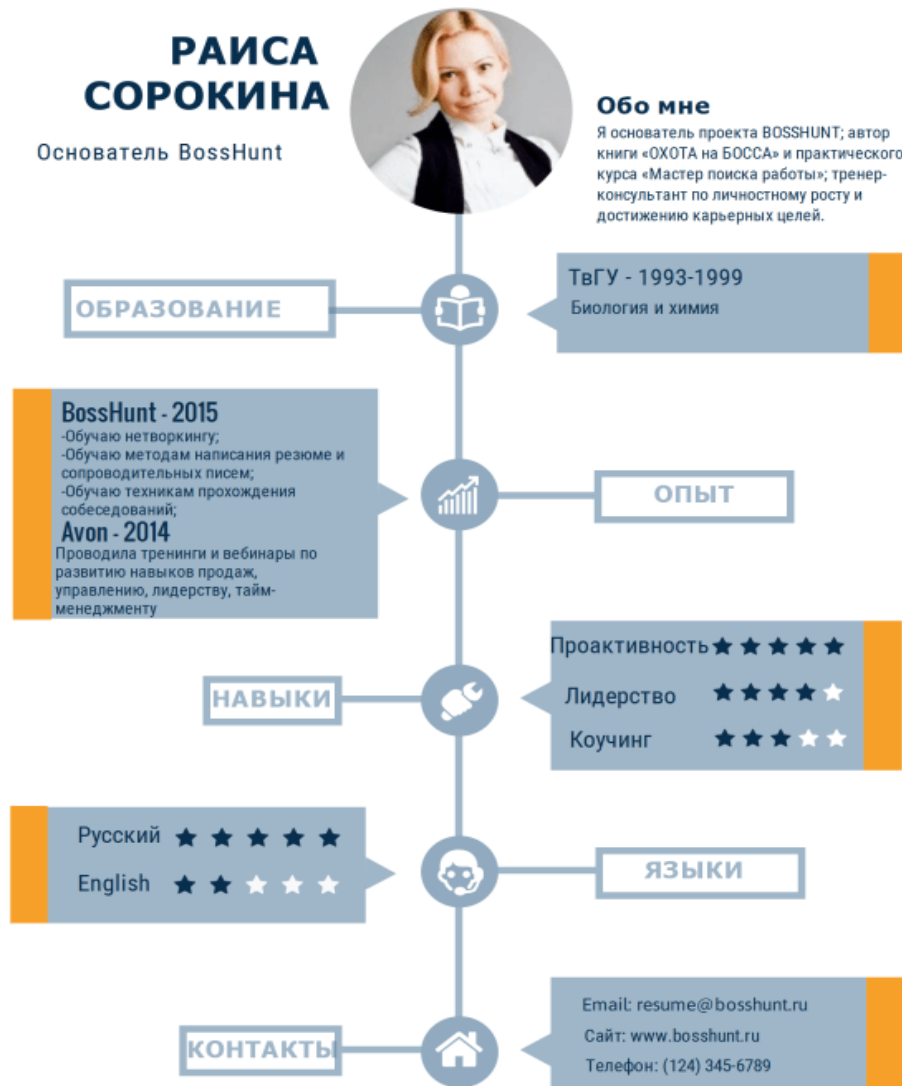 РАИСА
СОРОКИНА
Основатель BossHunt
Обо мне
Я основатель проекта BOSSHUNT; автор
книги «ОХОТА на БОССА» и практического
курса «Мастер поиска работы»; тренер-
консультант по личностному росту и
достижению карьерных целей.
ОБРАЗОВАНИЕ
ТвГУ - 1993-1999
Биология и химия
BossHunt - 2015
-Обучаю нетворкингу;
-Обучаю методам написания резюме и
сопроводительных писем;
-Обучаю техникам прохождения
собеседований;
Avon - 2014
Проводила тренинги и вебинары по
развитию навыков продаж,
управлению, лидерству, тайм-
менеджменту
ОПЫТ
НАВЫКИ
Проактивность
Лидерство
Коучинг
Русский
English
ЯЗЫКИ
КОНТАКТЫ
Email: resume@bosshunt.ru
Сайт: www.bosshunt.ru
Телефон: (124) 345-6789